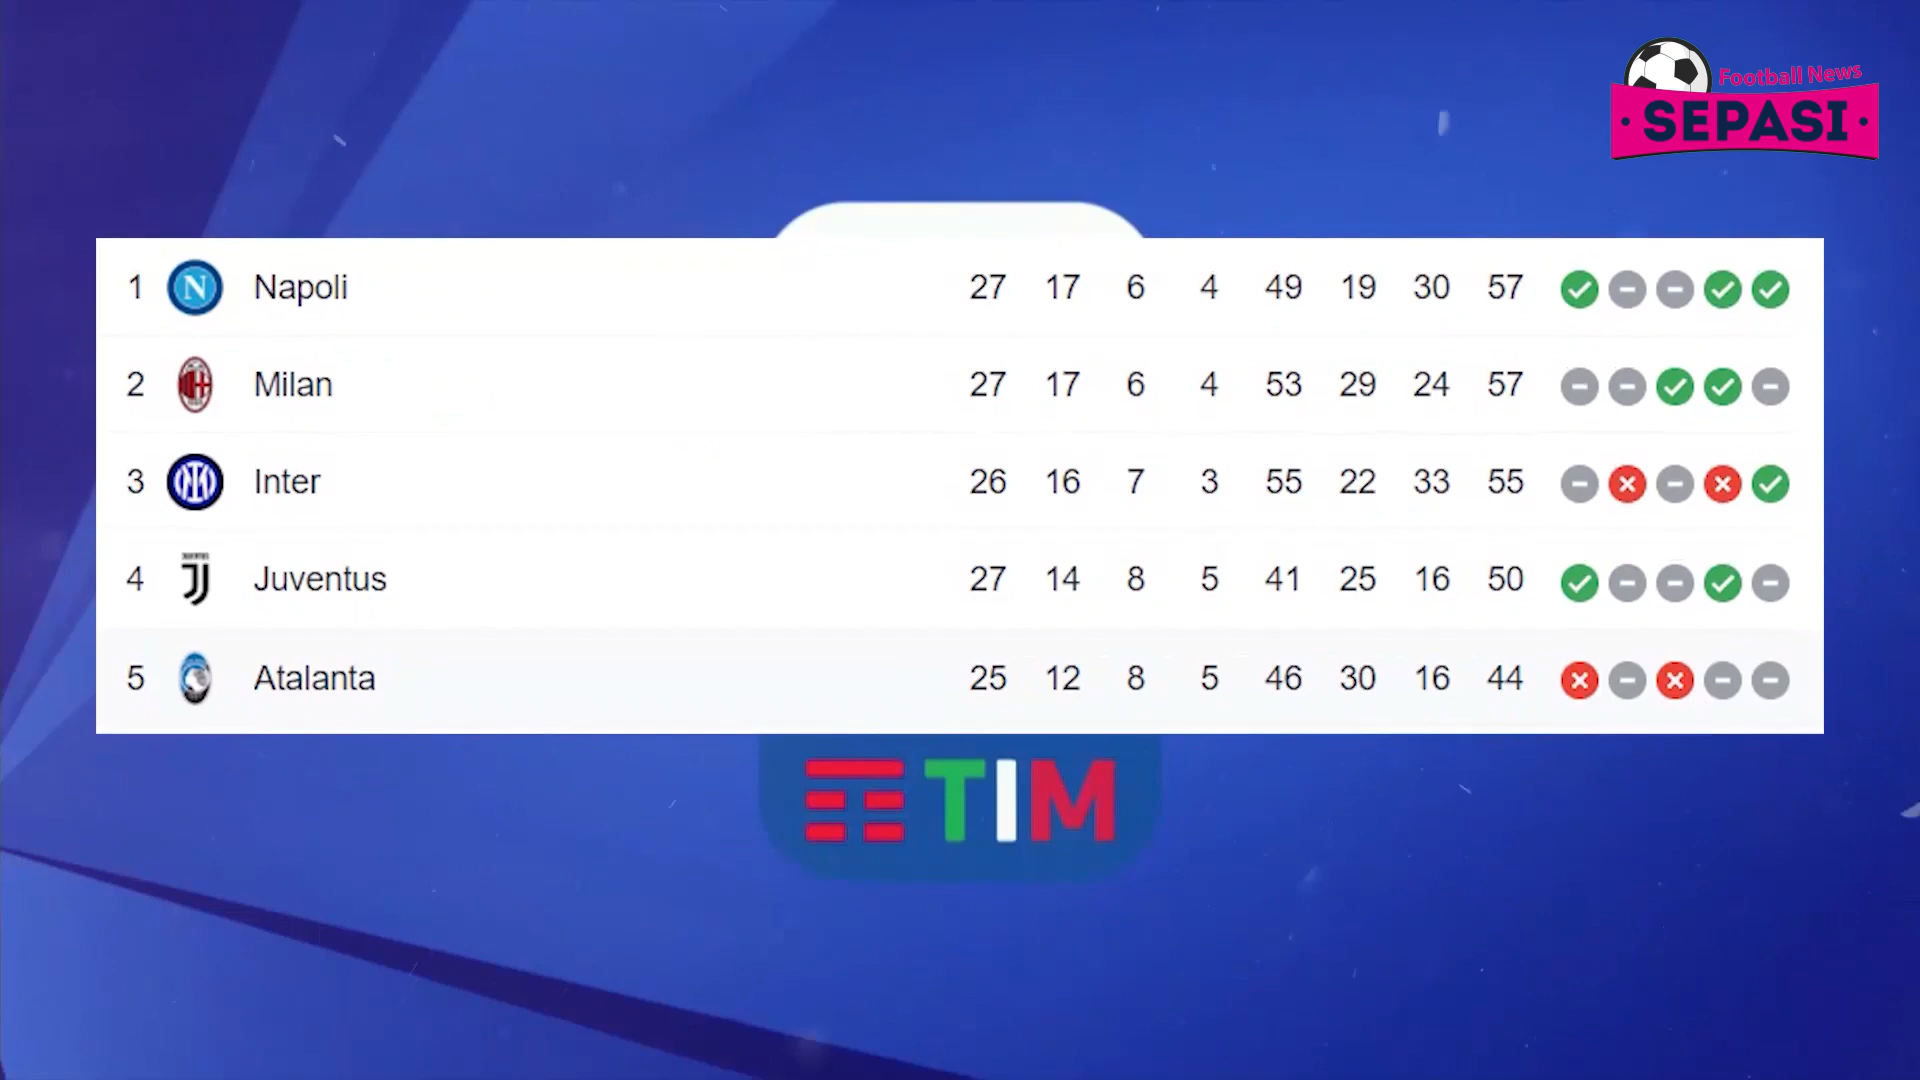 Football News
SEPASI
1 Napoli 27 17 6 4 49 19 30 57
2 Milan 27 17 6 4 53 29 24 57
3 Inter 26 16 7 3 55 22 33 55
4 Juventus 27 14 8 5 41 25 16 50
5 Atalanta 25 12 8 5 46 30 16 44
TIM